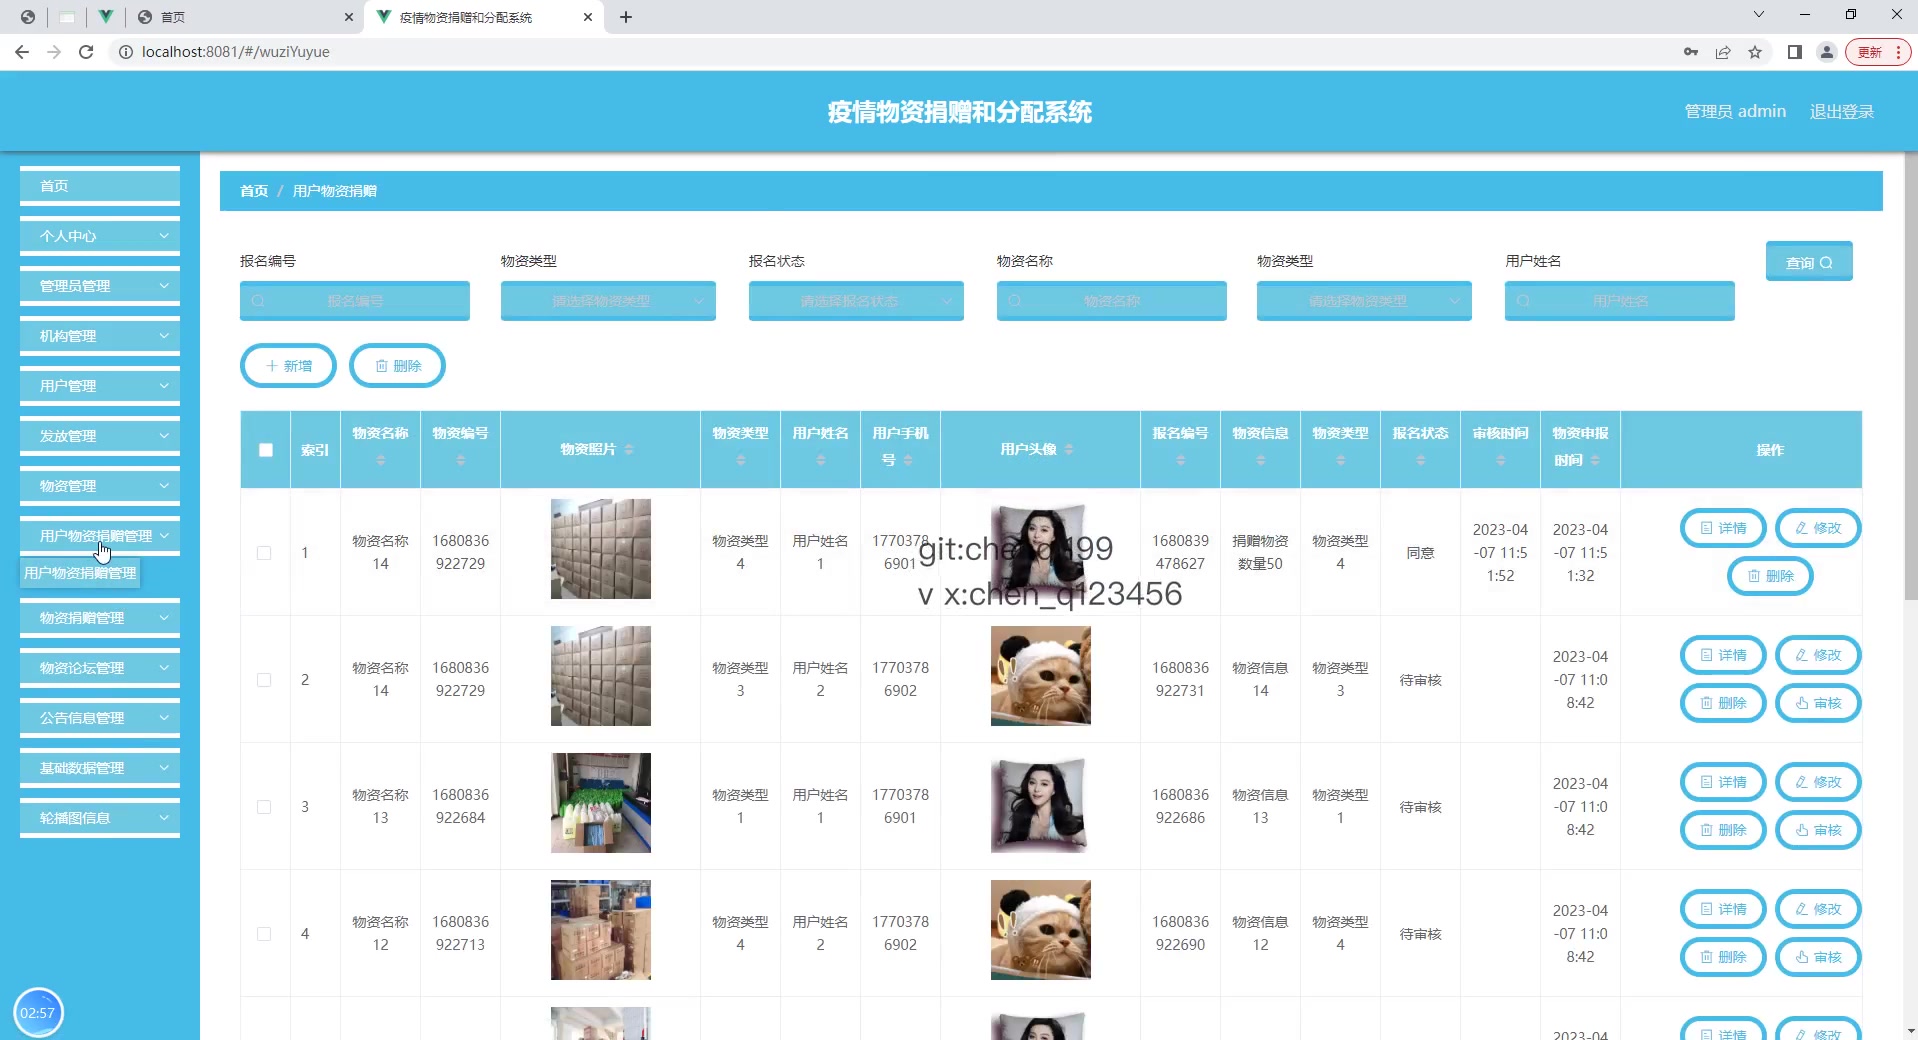 首页
疫情物资捐赠和分配系统
localhost:8081/#/wuziYuyue
更新
疫情物资捐赠和分配系统
管理员 admin
退出登录
首页
个人中心
管理员管理
机构管理
用户管理
发放管理
物资管理
用户物资捐赠管理
用户物资捐赠管理
物资捐赠管理
物资论坛管理
公告信息管理
基础数据管理
轮播图信息
02:57
首页 / 用户物资捐赠
报名编号 物资类型 报名状态 物资名称 物资类型 用户姓名
报名编号 请选择物资类型 请选择报名状态 物资名称 请选择物资类型 用户姓名
查询
新增 删除
索引 物资名称 物资编号 物资照片 物资类型 用户姓名 用户手机号 用户头像 报名编号 物资信息 物资类型 报名状态 审核时间 物资申报时间 操作
1 物资名称14 1680836922729 物资类型4 用户姓名1 17703786901 1680839478627 捐赠物资数量50 物资类型4 同意 2023-04-07 11:51:52 2023-04-07 11:51:32 详情 修改 删除
v x:chen_q123456
2 物资名称14 1680836922729 物资类型3 用户姓名2 17703786902 1680836922731 物资信息14 物资类型3 待审核 2023-04-07 11:08:42 详情 修改 删除 审核
3 物资名称13 1680836922684 物资类型1 用户姓名1 17703786901 1680836922686 物资信息13 物资类型1 待审核 2023-04-07 11:08:42 详情 修改 删除 审核
4 物资名称12 1680836922713 物资类型4 用户姓名2 17703786902 1680836922690 物资信息12 物资类型4 待审核 2023-04-07 11:08:42 详情 修改 删除 审核
2023-04 详情 修改